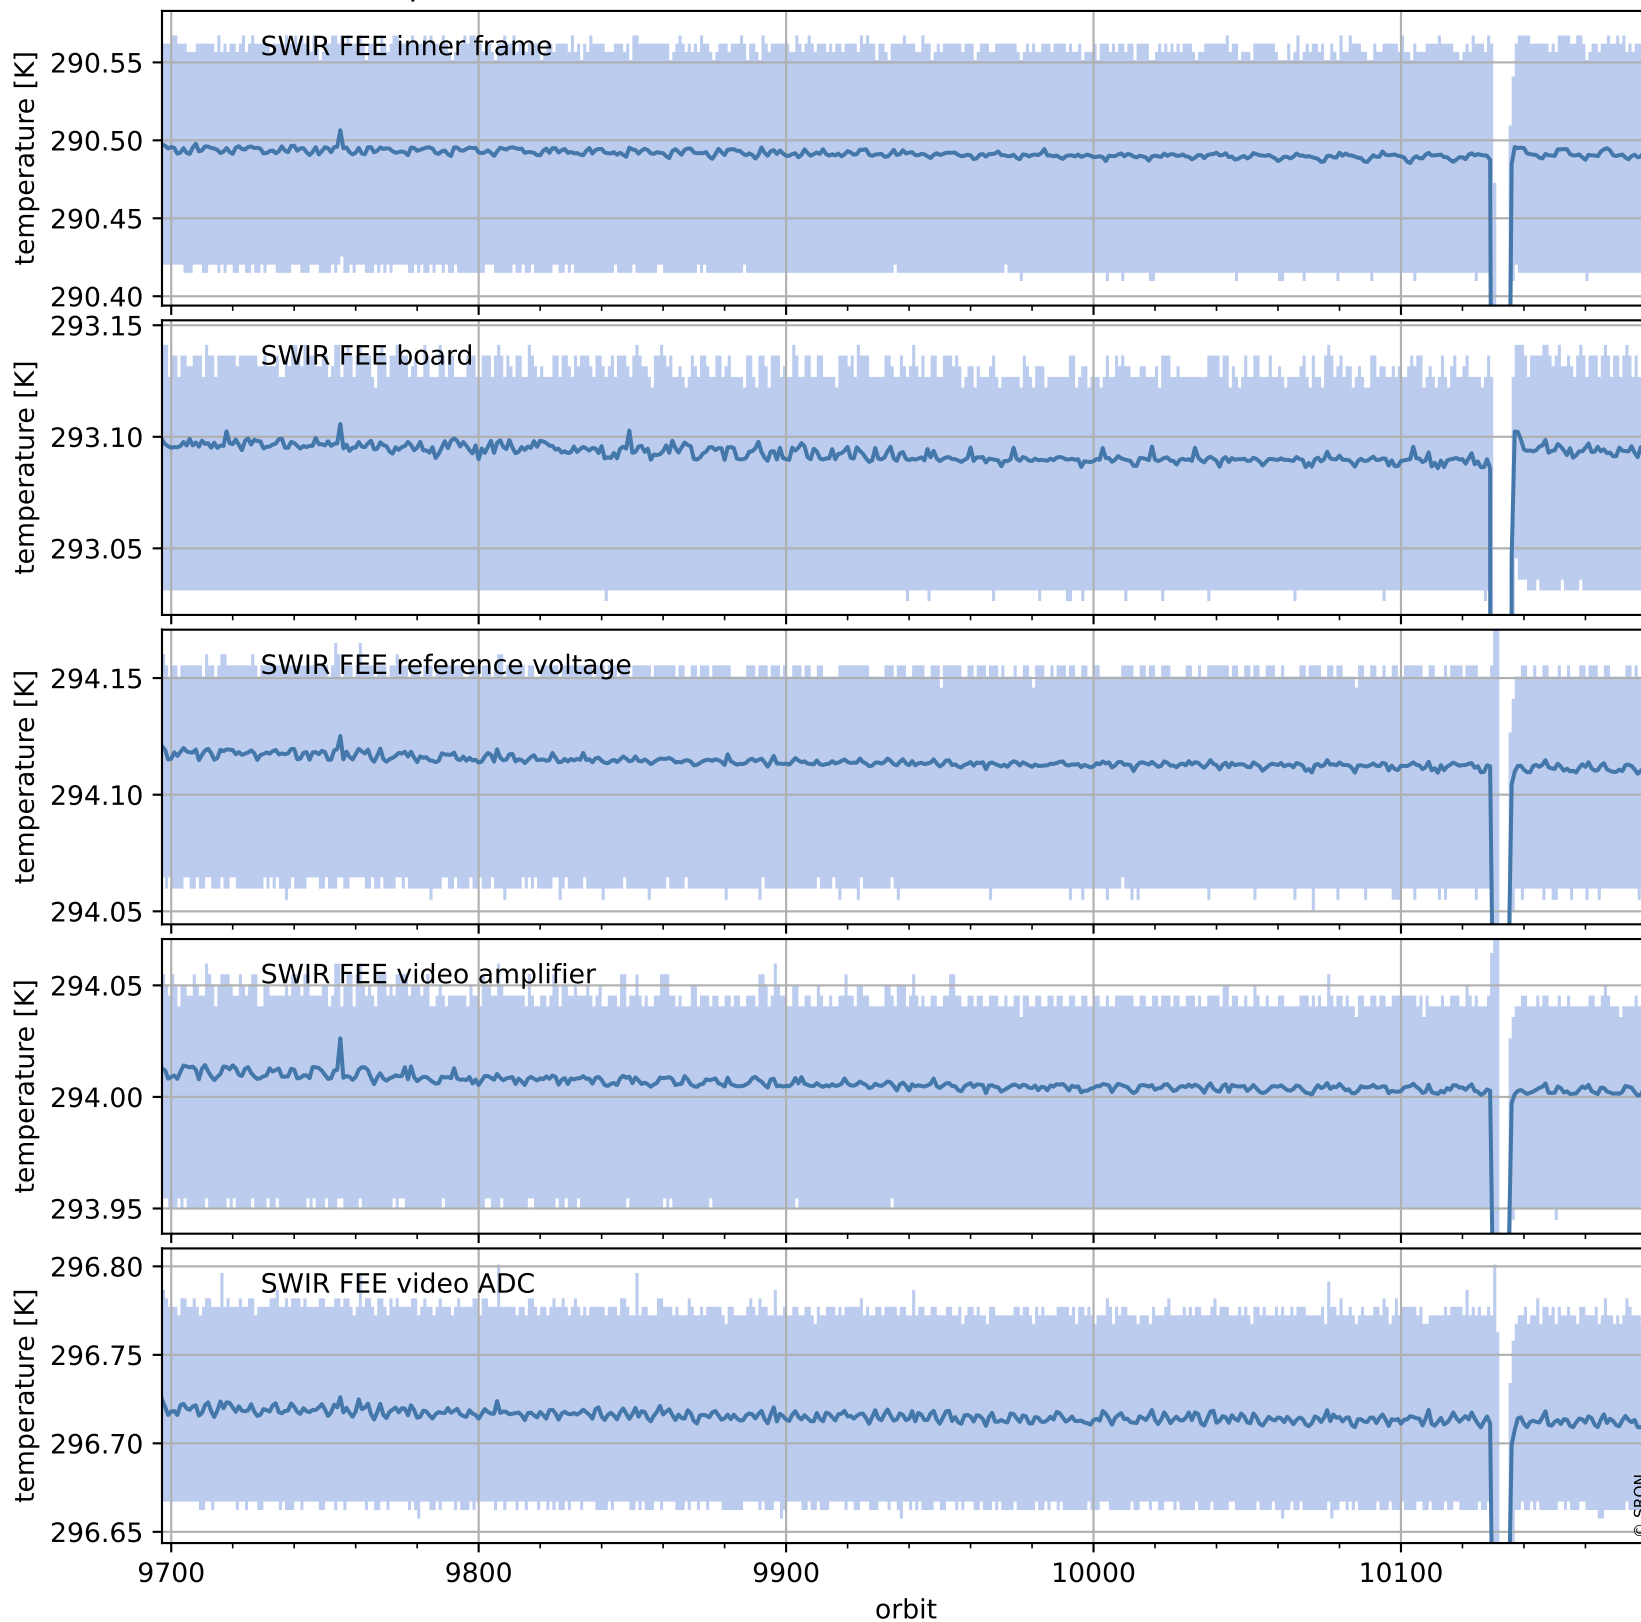 SWIR FEE inner frame
temperature [K]
290.55
290.50
290.45
290.40
SWIR FEE board
temperature [K]
293.15
293.10
293.05
SWIR FEE reference voltage
temperature [K]
294.15
294.10
294.05
SWIR FEE video amplifier
temperature [K]
294.05
294.00
293.95
SWIR FEE video ADC
temperature [K]
296.80
296.75
296.70
296.65
9700 9800 9900 10000 10100
orbit
© SRON